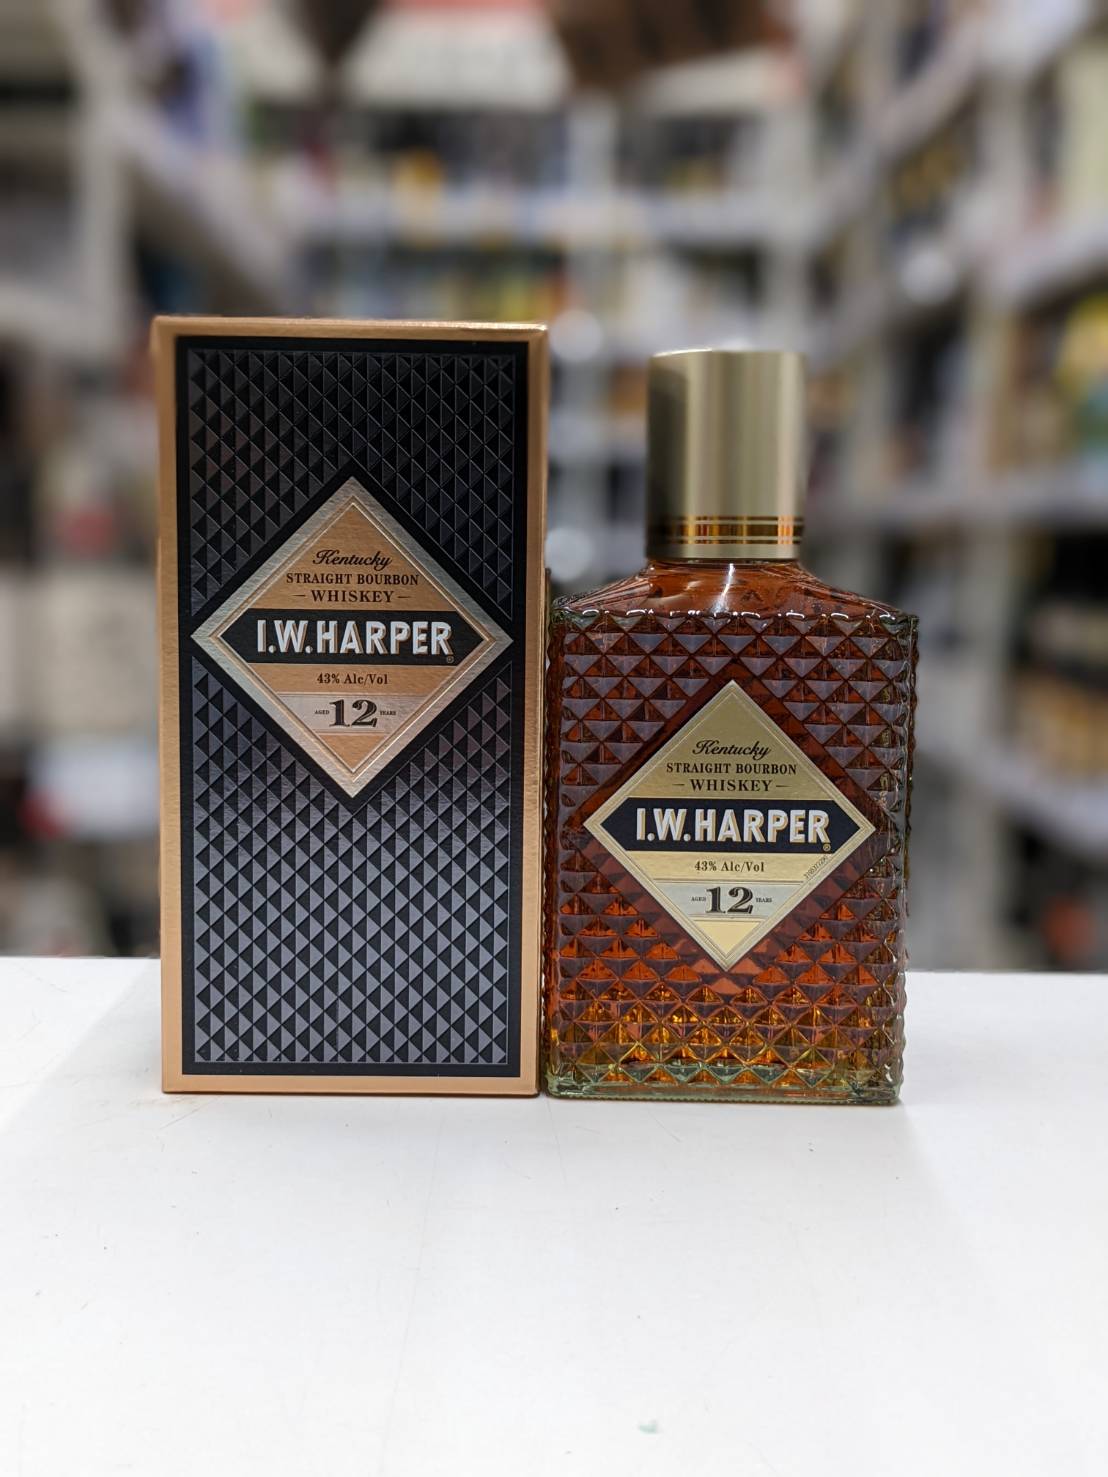 Kentucky
STRAIGHT BOURBON
WHISKEY
I.W.HARPER®
43% Alc/Vol
AGED 12 YEARS
Kentucky
STRAIGHT BOURBON
WHISKEY
I.W.HARPER®
43% Alc/Vol
AGED 12 YEARS